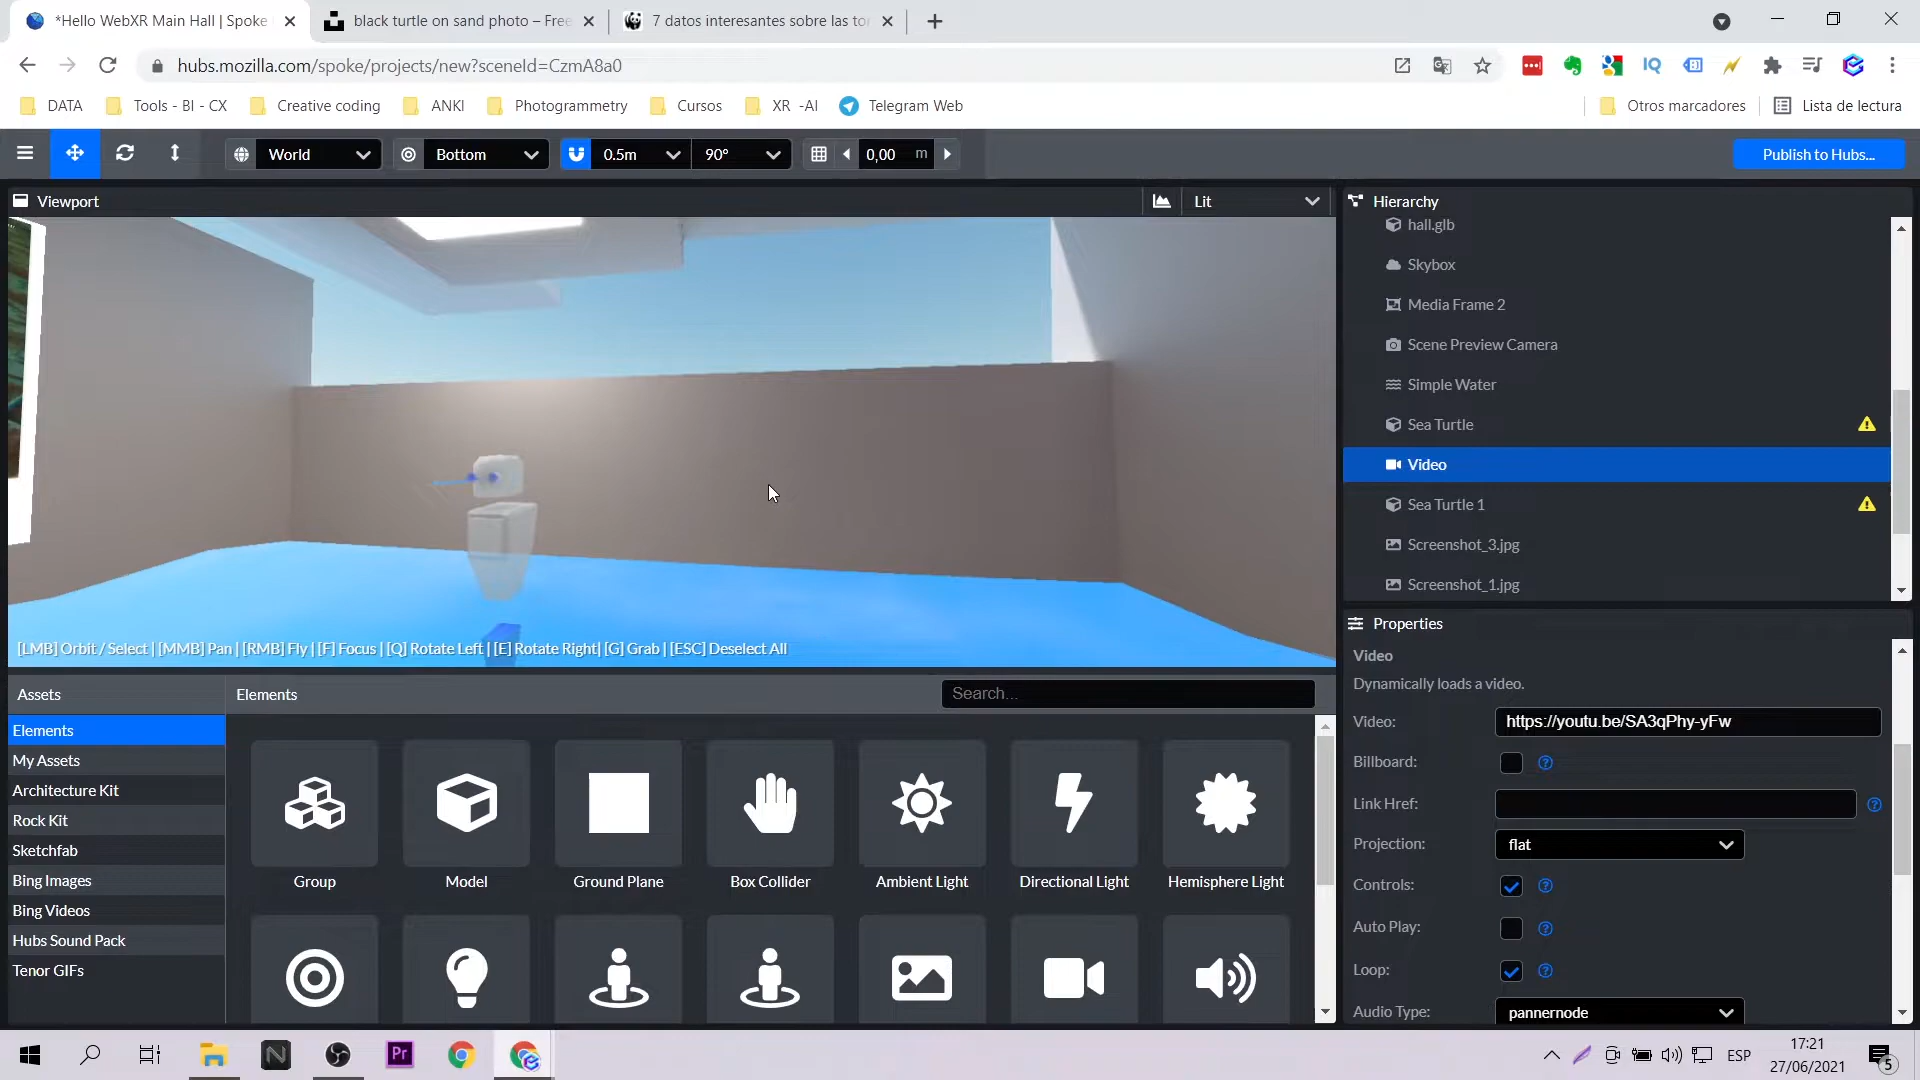 *Hello WebXR Main Hall | Spoke
black turtle on sand photo – Free
7 datos interesantes sobre las tor
hubs.mozilla.com/spoke/projects/new?sceneId=CzmA8a0
DATA
Tools - BI - CX
Creative coding
ANKI
Photogrammetry
Cursos
XR -AI
Telegram Web
Otros marcadores
Lista de lectura
World
Bottom
0.5m
90°
0,00 m
Publish to Hubs...
Viewport
Lit
[LMB] Orbit / Select | [MMB] Pan | [RMB] Fly | [F] Focus | [Q] Rotate Left | [E] Rotate Right| [G] Grab | [ESC] Deselect All
Hierarchy
hall.glb
Skybox
Media Frame 2
Scene Preview Camera
Simple Water
Sea Turtle
Video
Sea Turtle 1
Screenshot_3.jpg
Screenshot_1.jpg
Properties
Video
Dynamically loads a video.
Video: https://youtu.be/SA3qPhy-yFw
Billboard:
Link Href:
Projection: flat
Controls:
Auto Play:
Loop:
Audio Type: pannernode
Assets
Elements
My Assets
Architecture Kit
Rock Kit
Sketchfab
Bing Images
Bing Videos
Hubs Sound Pack
Tenor GIFs
Elements
Search...
Group
Model
Ground Plane
Box Collider
Ambient Light
Directional Light
Hemisphere Light
Pr
ESP
17:21
27/06/2021
5